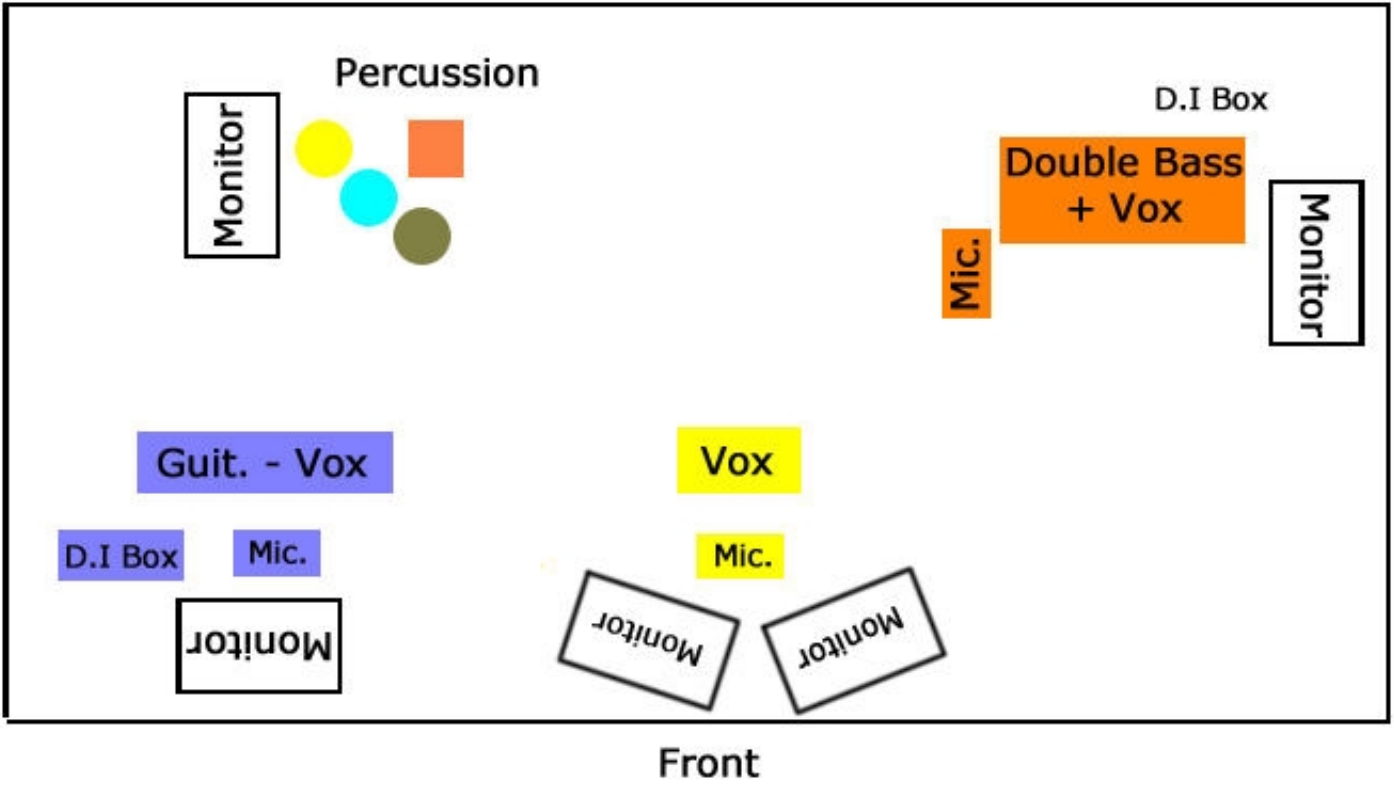 Percussion
Monitor
D.I Box
Double Bass
+ Vox
Monitor
Mic.
Guit. - Vox
Vox
D.I Box
Mic.
Mic.
Monitor
Monitor
Monitor
Front